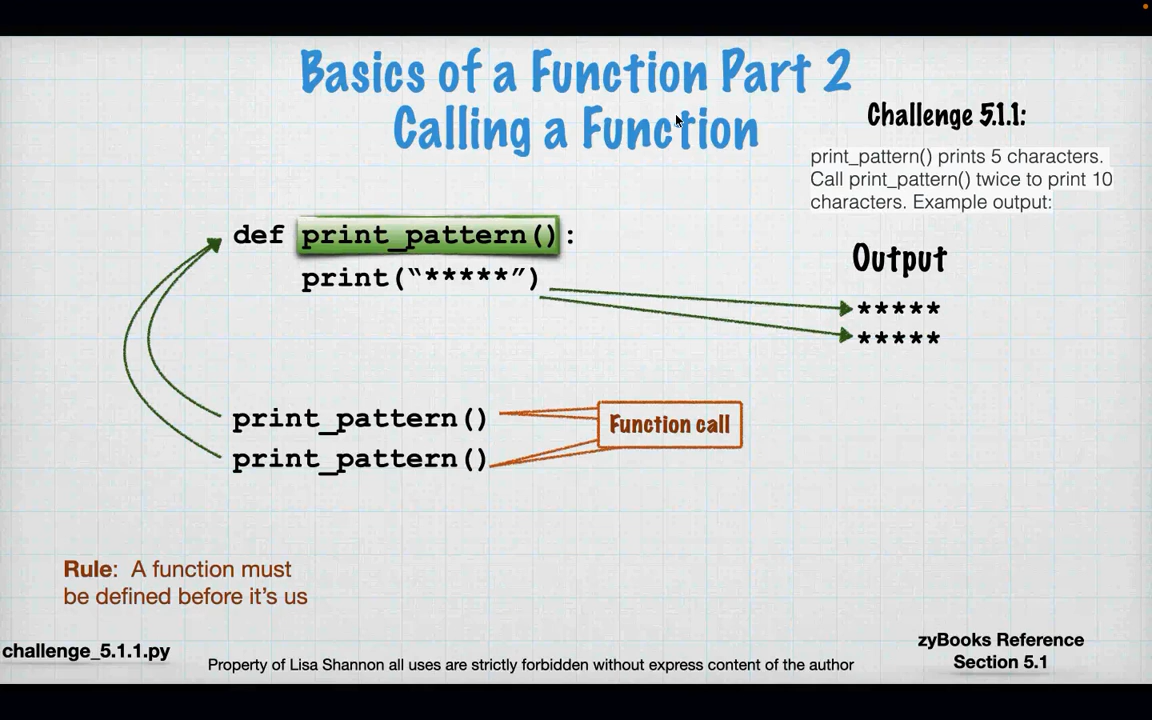 Basics of a Function Part 2
Calling a Function
Challenge 5.1.1:
print_pattern() prints 5 characters.
Call print_pattern() twice to print 10
characters. Example output:
def print_pattern():
print(“*****”)
Output
*****
*****
print_pattern()
print_pattern()
Function call
Rule: A function must
be defined before it’s us
challenge_5.1.1.py
Property of Lisa Shannon all uses are strictly forbidden without express content of the author
zyBooks Reference
Section 5.1